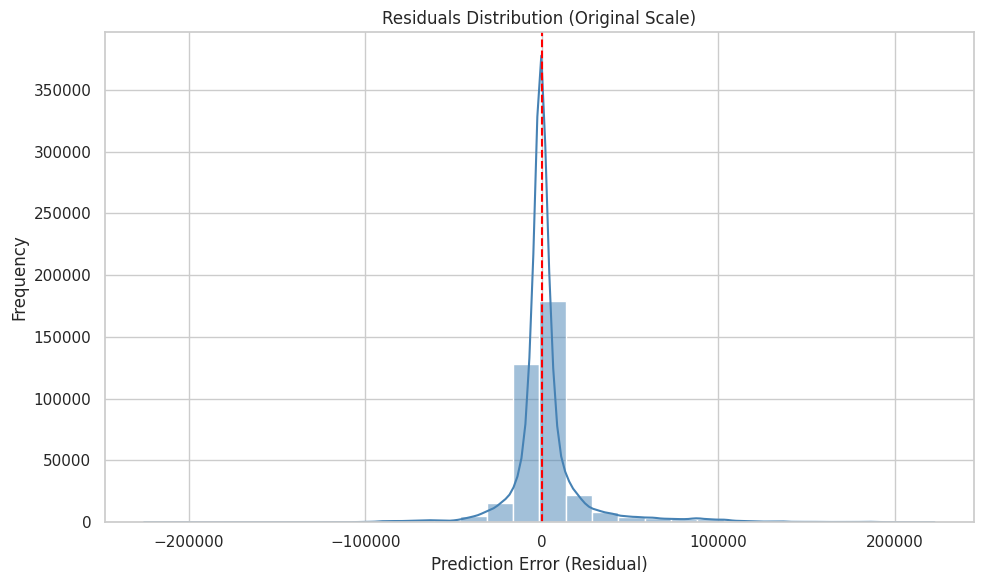 Residuals Distribution (Original Scale)
Frequency
350000
300000
250000
200000
150000
100000
50000
0
−200000 −100000 0 100000 200000
Prediction Error (Residual)